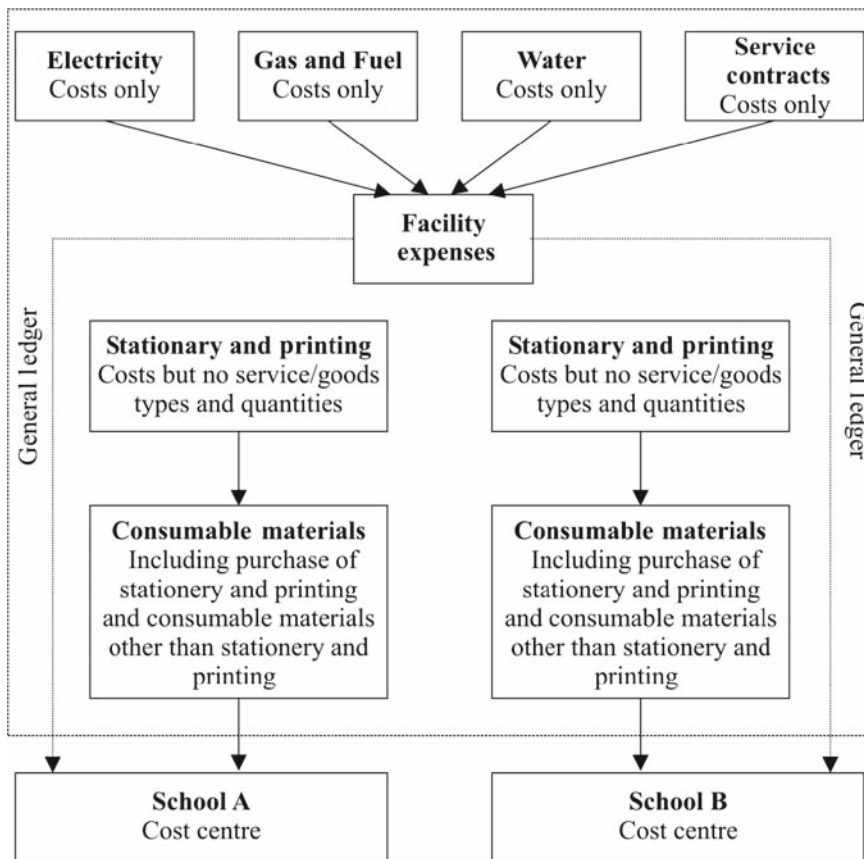 Electricity
Costs only
Gas and Fuel
Costs only
Water
Costs only
Service
contracts
Costs only
Facility
expenses
General ledger
General ledger
Stationary and printing
Costs but no service/goods
types and quantities
Stationary and printing
Costs but no service/goods
types and quantities
Consumable materials
Including purchase of
stationery and printing
and consumable materials
other than stationery and
printing
Consumable materials
Including purchase of
stationery and printing
and consumable materials
other than stationery and
printing
School A
Cost centre
School B
Cost centre